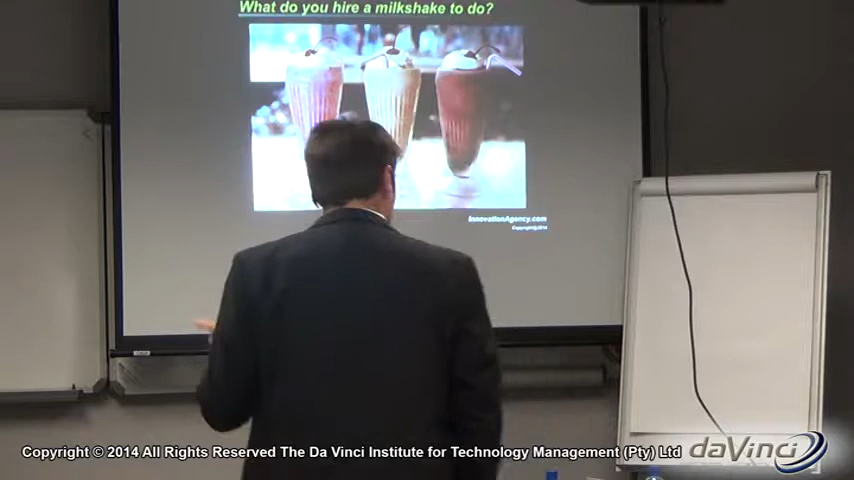 What do you hire a milkshake to do?
InnovationAgency.com
Copyright © 2014 All Rights Reserved The Da Vinci Institute for Technology Management (Pty) Ltd
daVinci